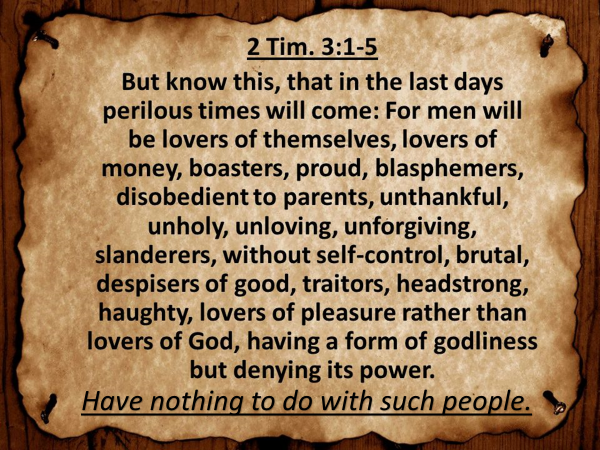 2 Tim. 3:1-5
But know this, that in the last days
perilous times will come: For men will
be lovers of themselves, lovers of
money, boasters, proud, blasphemers,
disobedient to parents, unthankful,
unholy, unloving, unforgiving,
slanderers, without self-control, brutal,
despisers of good, traitors, headstrong,
haughty, lovers of pleasure rather than
lovers of God, having a form of godliness
but denying its power.
Have nothing to do with such people.